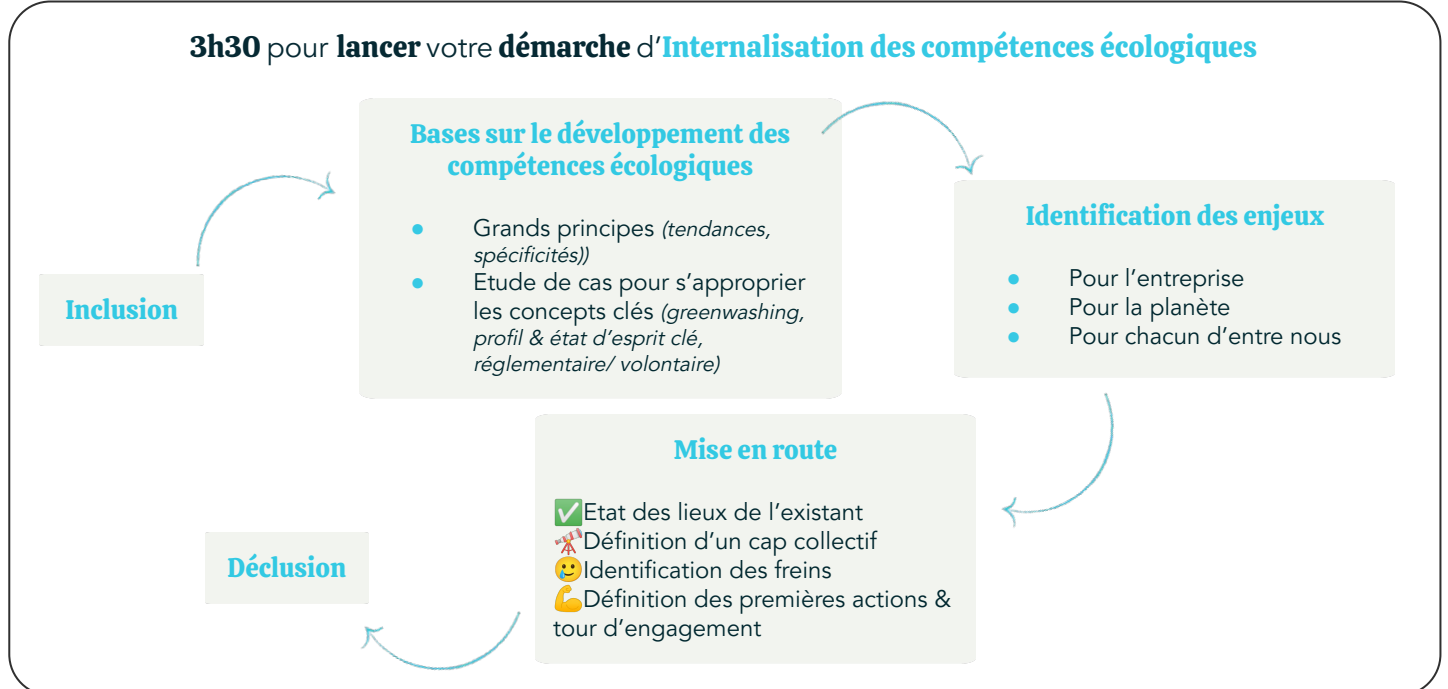 3h30 pour lancer votre démarche d'Internalisation des compétences écologiques
Inclusion
Bases sur le développement des
compétences écologiques
● Grands principes (tendances,
spécificités))
● Etude de cas pour s'approprier
les concepts clés (greenwashing,
profil & état d'esprit clé,
réglementaire/ volontaire)
Identification des enjeux
● Pour l'entreprise
● Pour la planète
● Pour chacun d'entre nous
Mise en route
✅Etat des lieux de l'existant
🔭Définition d'un cap collectif
🥲Identification des freins
💪Définition des premières actions &
tour d'engagement
Déclusion